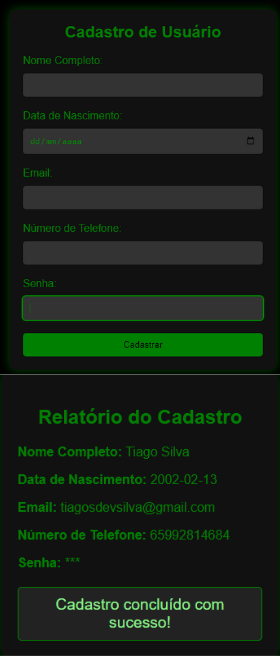 Cadastro de Usuário
Nome Completo:
Data de Nascimento:
dd/mm/aaaa
Email:
Número de Telefone:
Senha:
Cadastrar
Relatório do Cadastro
Nome Completo: Tiago Silva
Data de Nascimento: 2002-02-13
Email: tiagosdevsilva@gmail.com
Número de Telefone: 65992814684
Senha: ***
Cadastro concluído com
sucesso!